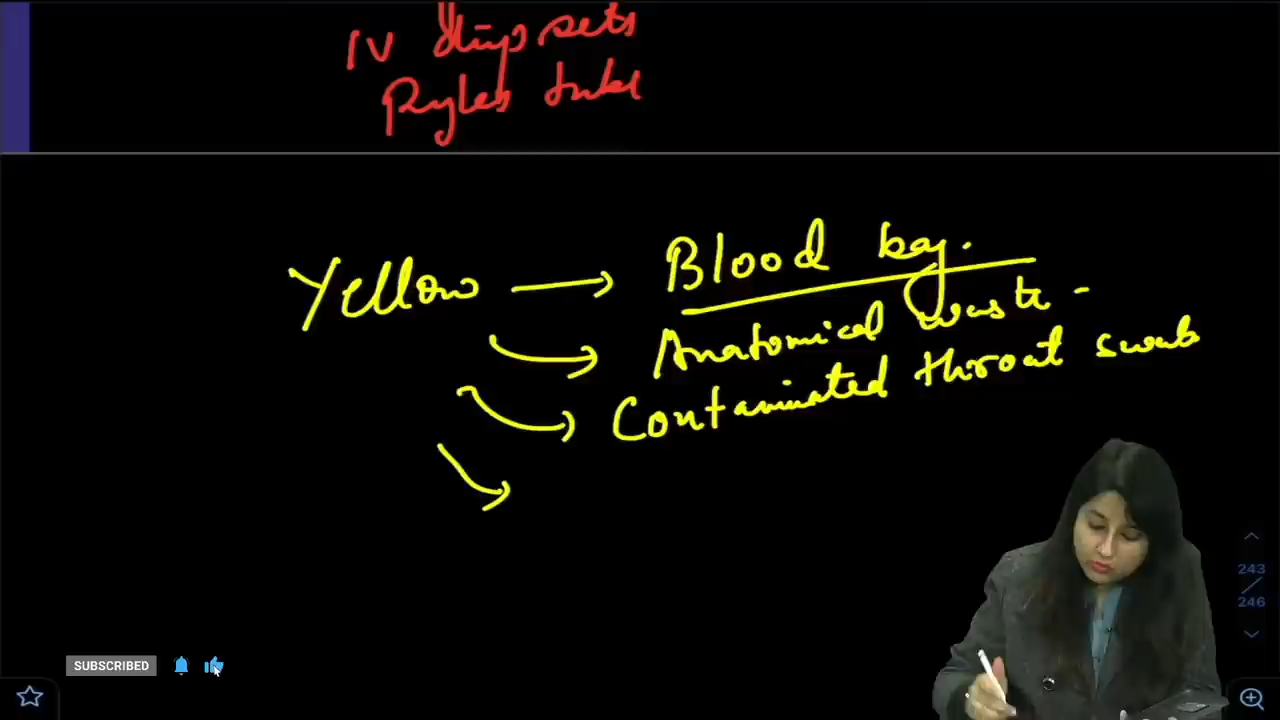 IV drip sets
Ryles tube
Yellow → Blood bag.
→ Anatomical waste -
→ Contaminated throat swab
→
243
246
SUBSCRIBED